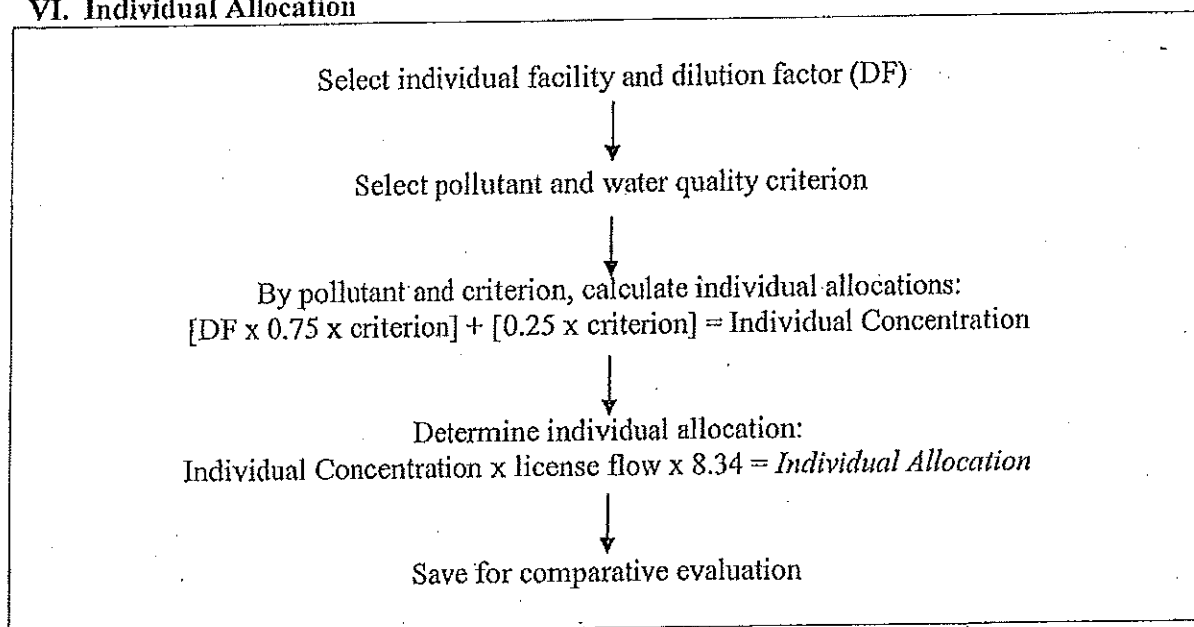 VI. Individual Allocation
Select individual facility and dilution factor (DF)
Select pollutant and water quality criterion
By pollutant and criterion, calculate individual allocations:
[DF x 0.75 x criterion] + [0.25 x criterion] = Individual Concentration
Determine individual allocation:
Individual Concentration x license flow x 8.34 = Individual Allocation
Save for comparative evaluation